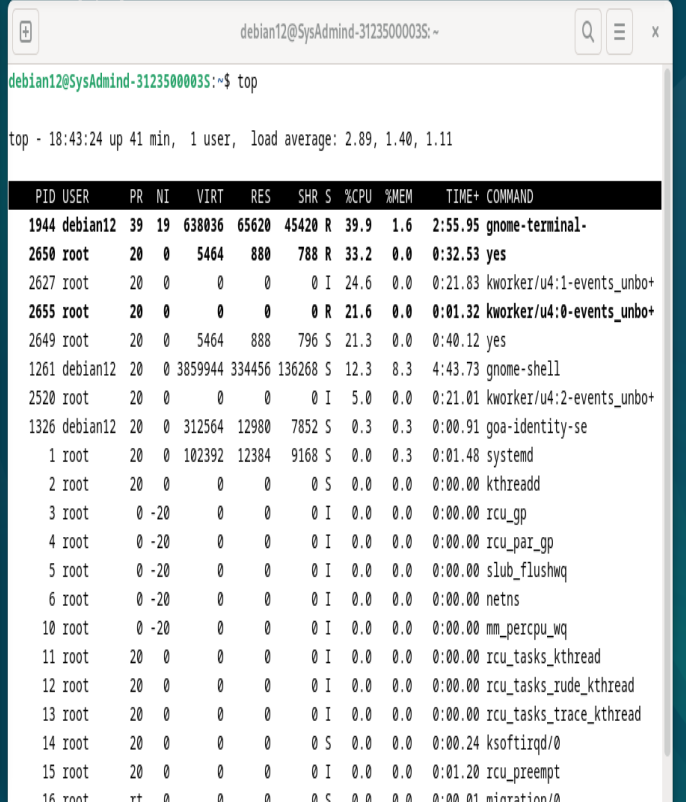 debian12@SysAdmind-3123500003S: ~
debian12@SysAdmind-3123500003S:~$ top
top - 18:43:24 up 41 min,  1 user,  load average: 2.89, 1.40, 1.11
PID USER PR NI VIRT RES SHR S %CPU %MEM TIME+ COMMAND
1944 debian12 39 19 638036 65620 45420 R 39.9 1.6 2:55.95 gnome-terminal-
2650 root 20 0 5464 880 788 R 33.2 0.0 0:32.53 yes
2627 root 20 0 0 0 0 I 24.6 0.0 0:21.83 kworker/u4:1-events_unbo+
2655 root 20 0 0 0 0 R 21.6 0.0 0:01.32 kworker/u4:0-events_unbo+
2649 root 20 0 5464 888 796 S 21.3 0.0 0:40.12 yes
1261 debian12 20 0 3859944 334456 136268 S 12.3 8.3 4:43.73 gnome-shell
2520 root 20 0 0 0 0 I 5.0 0.0 0:21.01 kworker/u4:2-events_unbo+
1326 debian12 20 0 312564 12980 7852 S 0.3 0.3 0:00.91 goa-identity-se
1 root 20 0 102392 12384 9168 S 0.0 0.3 0:01.48 systemd
2 root 20 0 0 0 0 S 0.0 0.0 0:00.00 kthreadd
3 root 0 -20 0 0 0 I 0.0 0.0 0:00.00 rcu_gp
4 root 0 -20 0 0 0 I 0.0 0.0 0:00.00 rcu_par_gp
5 root 0 -20 0 0 0 I 0.0 0.0 0:00.00 slub_flushwq
6 root 0 -20 0 0 0 I 0.0 0.0 0:00.00 netns
10 root 0 -20 0 0 0 I 0.0 0.0 0:00.00 mm_percpu_wq
11 root 20 0 0 0 0 I 0.0 0.0 0:00.00 rcu_tasks_kthread
12 root 20 0 0 0 0 I 0.0 0.0 0:00.00 rcu_tasks_rude_kthread
13 root 20 0 0 0 0 I 0.0 0.0 0:00.00 rcu_tasks_trace_kthread
14 root 20 0 0 0 0 S 0.0 0.0 0:00.24 ksoftirqd/0
15 root 20 0 0 0 0 I 0.0 0.0 0:01.20 rcu_preempt
16 root rt 0 0 0 0 S 0.0 0.0 0:00.01 migration/0